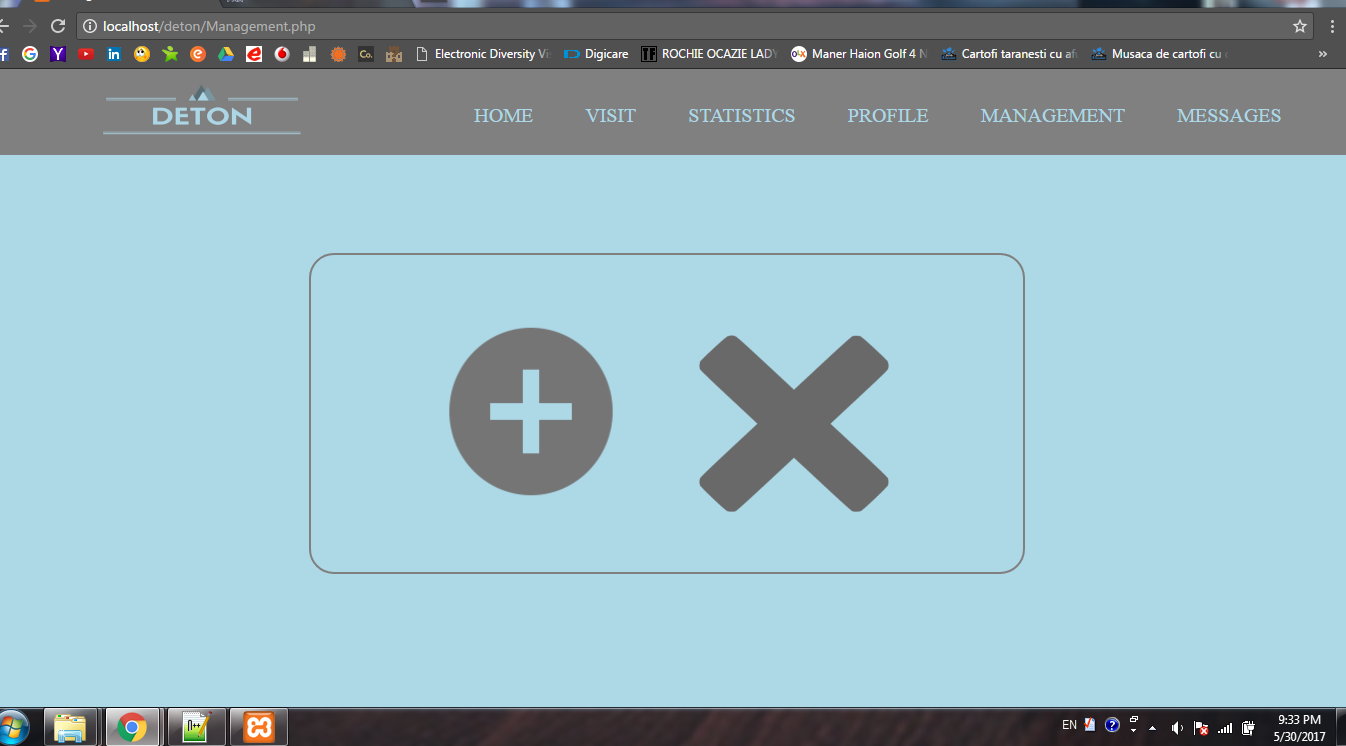 localhost/deton/Management.php
Electronic Diversity Vi Digicare ROCHIE OCAZIE LADY Maner Haion Golf 4 N Cartofi taranesti cu afu Musaca de cartofi cu »
DETON HOME VISIT STATISTICS PROFILE MANAGEMENT MESSAGES
EN 9:33 PM
5/30/2017